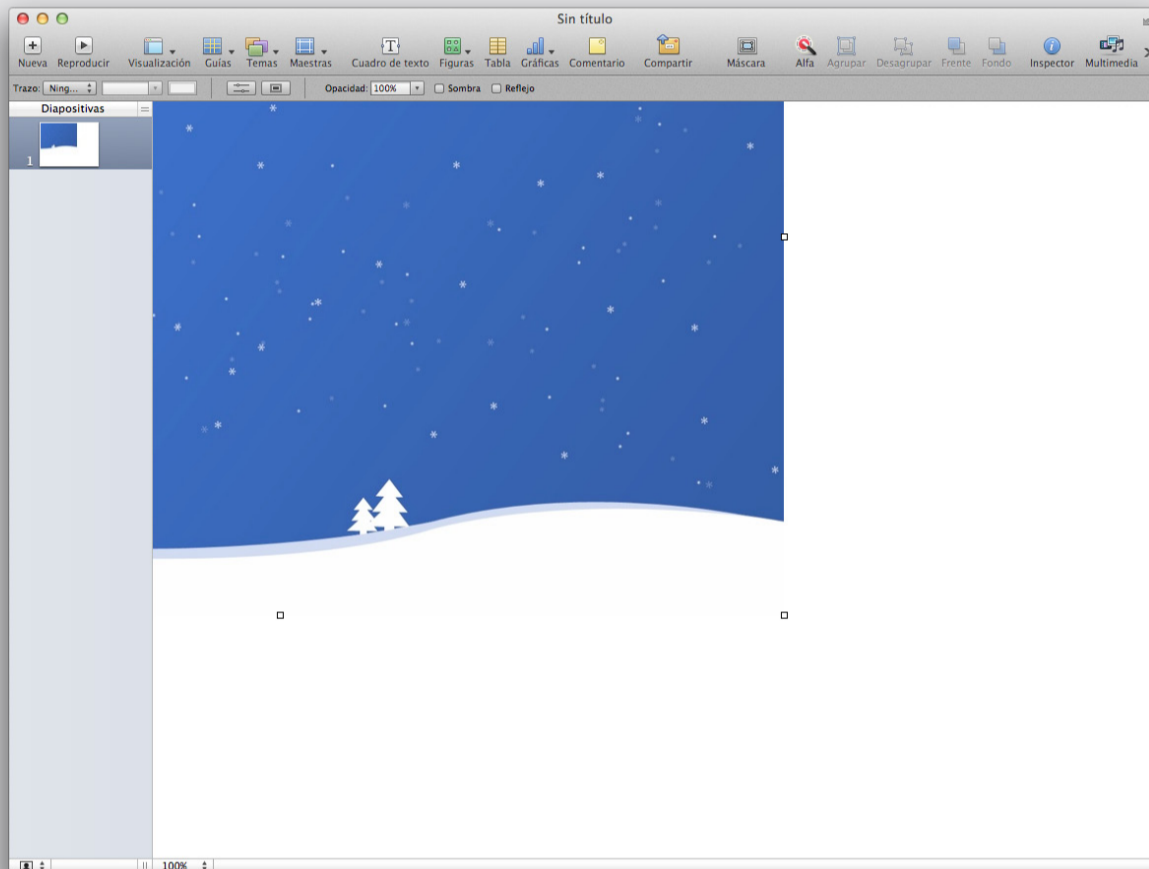 Sin título
Nueva Reproducir Visualización Guías Temas Maestras Cuadro de texto Figuras Tabla Gráficas Comentario Compartir Máscara Alfa Agrupar Desagrupar Frente Fondo Inspector Multimedia
Trazo: Ning... Opacidad: 100% Sombra Reflejo
Diapositivas
1
100%